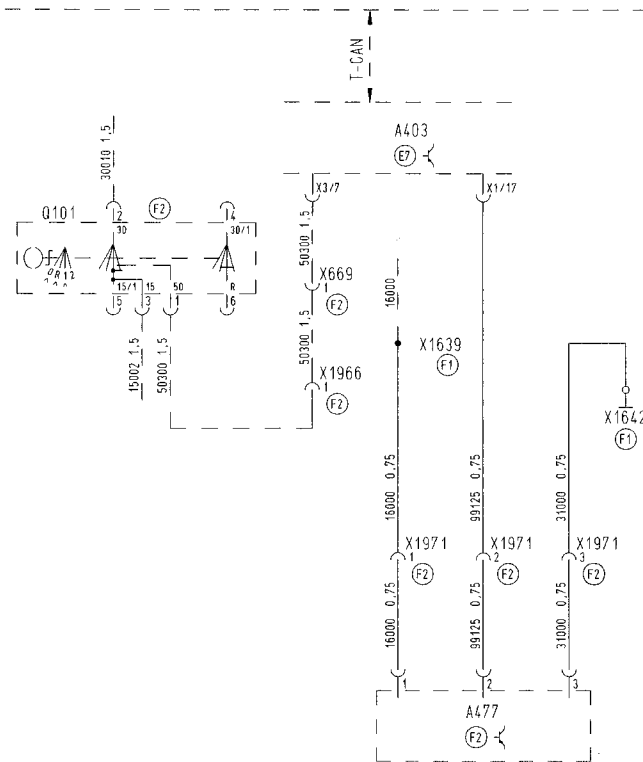 T-CAN
A403
E7
X3/7
X1/17
30010 1,5
Q101
2
F2
4
30
30/1
0 R 1 2
15/1
15
50
R
5
3
1
6
15002 1,5
50300 1,5
50300 1,5
X669
1
F2
50300 1,5
X1966
1
F2
16000
X1639
F1
X1642
F1
16000 0,75
99125 0,75
31000 0,75
X1971
1
F2
X1971
2
F2
X1971
3
F2
16000 0,75
99125 0,75
31000 0,75
1
2
3
A477
F2